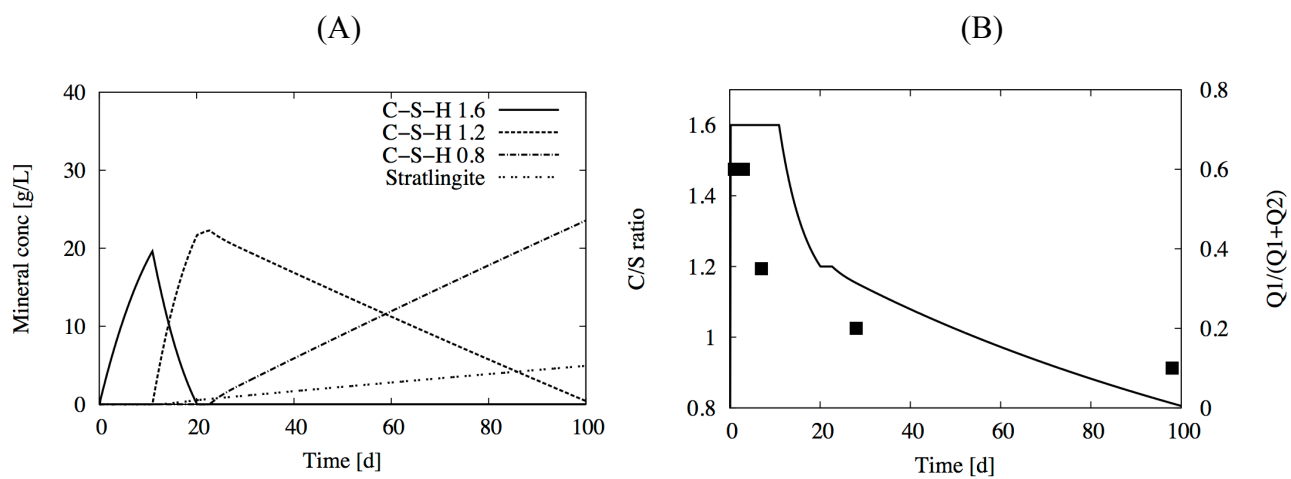 (A)
(B)
Mineral conc [g/L]
40
30
20
10
0
C–S–H 1.6
C–S–H 1.2
C–S–H 0.8
Stratlingite
0 20 40 60 80 100
Time [d]
C/S ratio
1.6
1.4
1.2
1
0.8
0.8
0.6
0.4
0.2
0
Q1/(Q1+Q2)
0 20 40 60 80 100
Time [d]